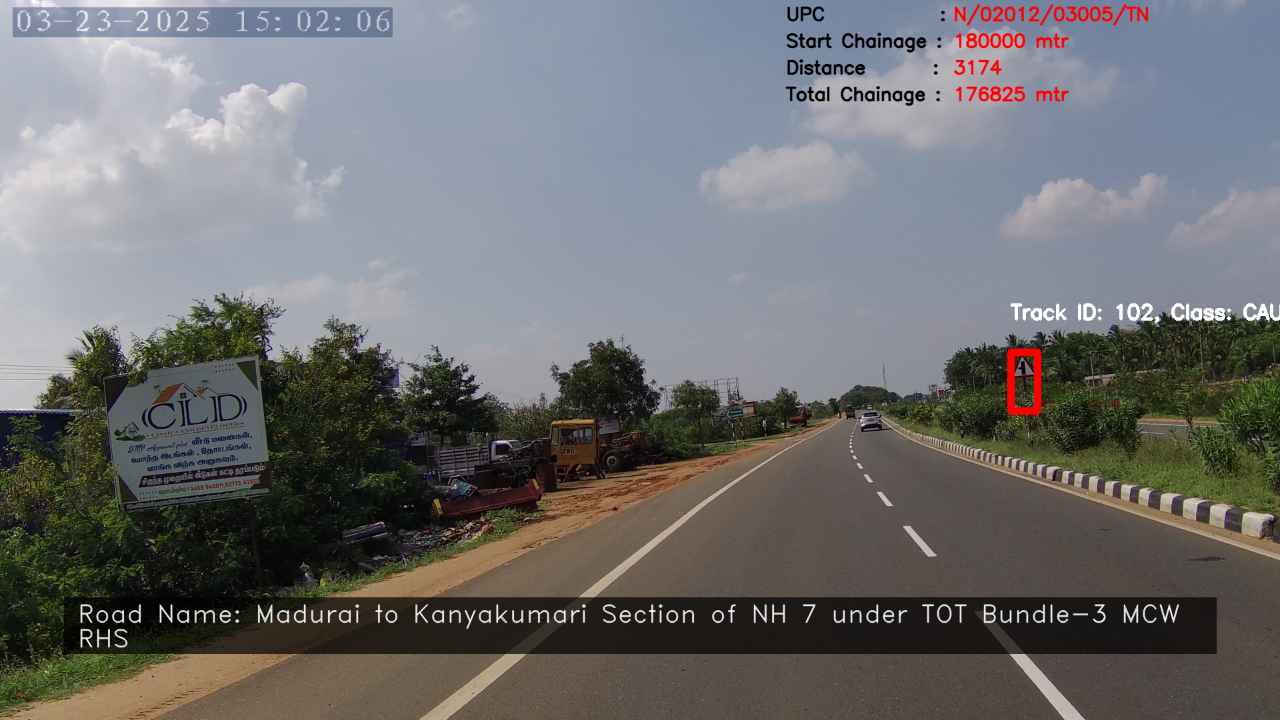 03-23-2025 15:02:06
UPC : N/02012/03005/TN
Start Chainage : 180000 mtr
Distance : 3174
Total Chainage : 176825 mtr
Track ID: 102, Class: CAU
CLD
வீடு மனைகள்,
Road Name: Madurai to Kanyakumari Section of NH 7 under TOT Bundle-3 MCW
RHS